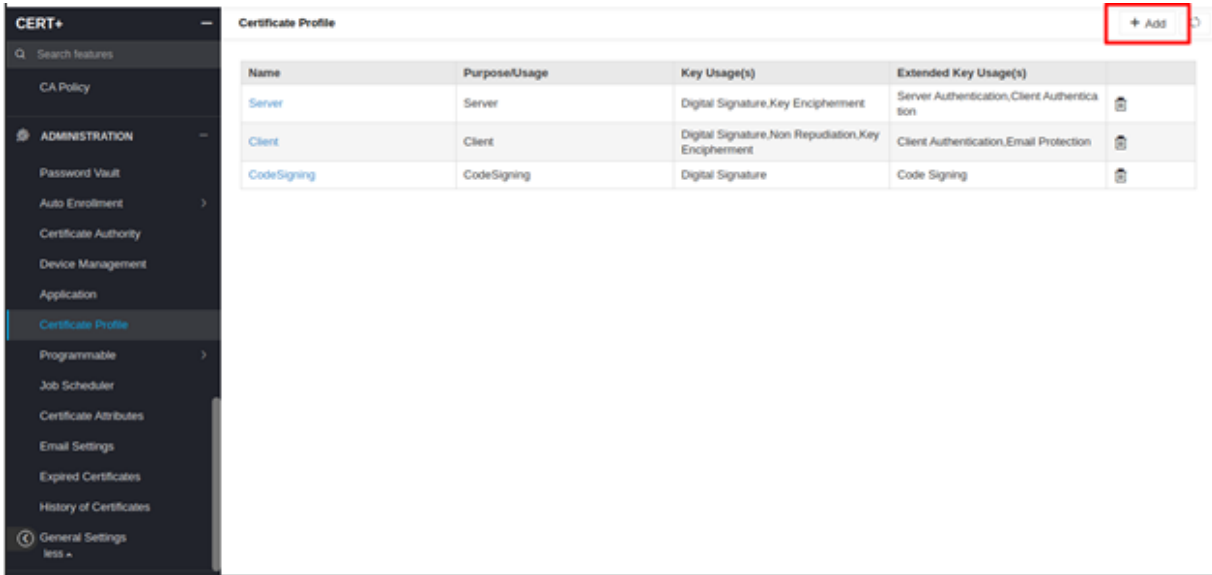 CERT+
Search features
CA Policy
ADMINISTRATION
Password Vault
Auto Enrollment
Certificate Authority
Device Management
Application
Certificate Profile
Programmable
Job Scheduler
Certificate Attributes
Email Settings
Expired Certificates
History of Certificates
General Settings
less
Certificate Profile
+ Add
Name Purpose/Usage Key Usage(s) Extended Key Usage(s)
Server Server Digital Signature,Key Encipherment Server Authentication,Client Authentica
tion
Client Client Digital Signature,Non Repudiation,Key Client Authentication,Email Protection
Encipherment
CodeSigning CodeSigning Digital Signature Code Signing